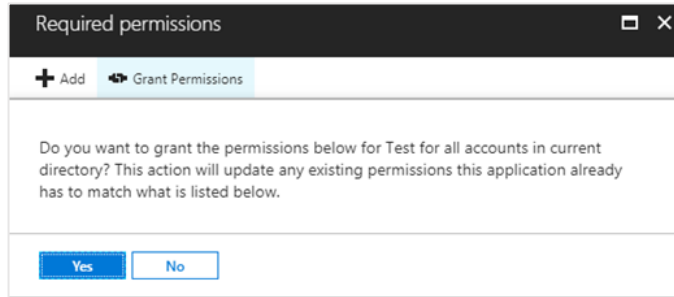 Required permissions
Add Grant Permissions
Do you want to grant the permissions below for Test for all accounts in current
directory? This action will update any existing permissions this application already
has to match what is listed below.
Yes No